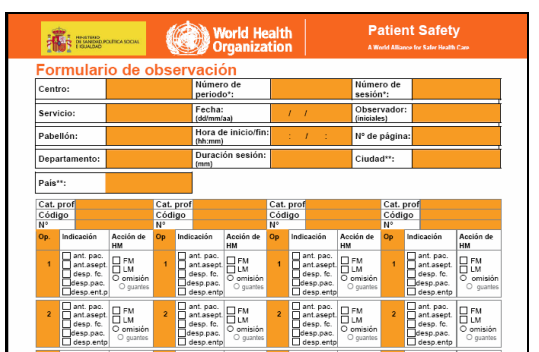 MINISTERIO
DE SANIDAD, POLÍTICA SOCIAL
E IGUALDAD
World Health
Organization
Patient Safety
A World Alliance for Safer Health Care
Formulario de observación
Centro: Número de periodo*: Número de sesión*:
Servicio: Fecha: (dd/mm/aa) / / Observador: (iniciales)
Pabellón: Hora de inicio/fin: (hh:mm) : / : Nº de página:
Departamento: Duración sesión: (mm) Ciudad**:
País**:
Cat. prof Cat. prof Cat. prof Cat. prof
Código Código Código Código
Nº Nº Nº Nº
Op. Indicación Acción de HM Op Indicación Acción de HM Op Indicación Acción de HM Op Indicación Acción de HM
1 ant. pac. 1 ant. pac. 1 ant. pac. 1 ant. pac.
ant.asept. FM ant.asept. FM ant.asept. FM ant.asept. FM
desp. fc. LM desp. fc. LM desp. fc. LM desp. fc. LM
desp.pac. omisión desp.pac. omisión desp.pac. omisión desp.pac. omisión
desp.ent.p guantes desp.entp guantes desp.entp guantes desp.entp guantes
2 ant. pac. 2 ant. pac. 2 ant. pac. 2 ant. pac.
ant.asept. FM ant.asept. FM ant.asept. FM ant.asept. FM
desp. fc. LM desp. fc. LM desp. fc. LM desp. fc. LM
desp.pac. omisión desp.pac. omisión desp.pac. omisión desp.pac. omisión
desp.entp guantes desp.entp guantes desp.entp guantes desp.entp guantes